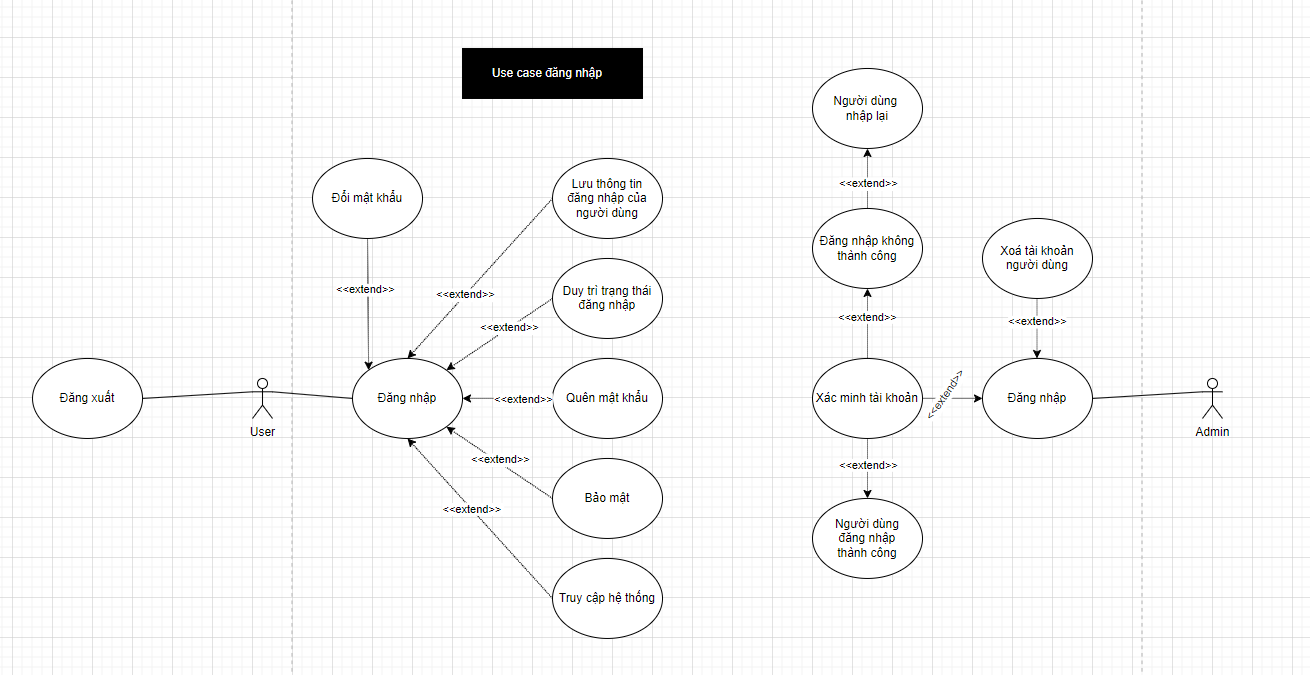 Use case đăng nhập
Người dùng
nhập lại
<<extend>>
Đổi mật khẩu
<<extend>>
Lưu thông tin
đăng nhập của
người dùng
<<extend>>
Duy trì trạng thái
đăng nhập
<<extend>>
Đăng nhập không
thành công
<<extend>>
Xoá tài khoản
người dùng
<<extend>>
Đăng xuất
User
Đăng nhập
<<extend>>
Quên mật khẩu
Xác minh tài khoản
<<extend>>
Đăng nhập
Admin
<<extend>>
Bảo mật
<<extend>>
Truy cập hệ thống
<<extend>>
Người dùng
đăng nhập
thành công